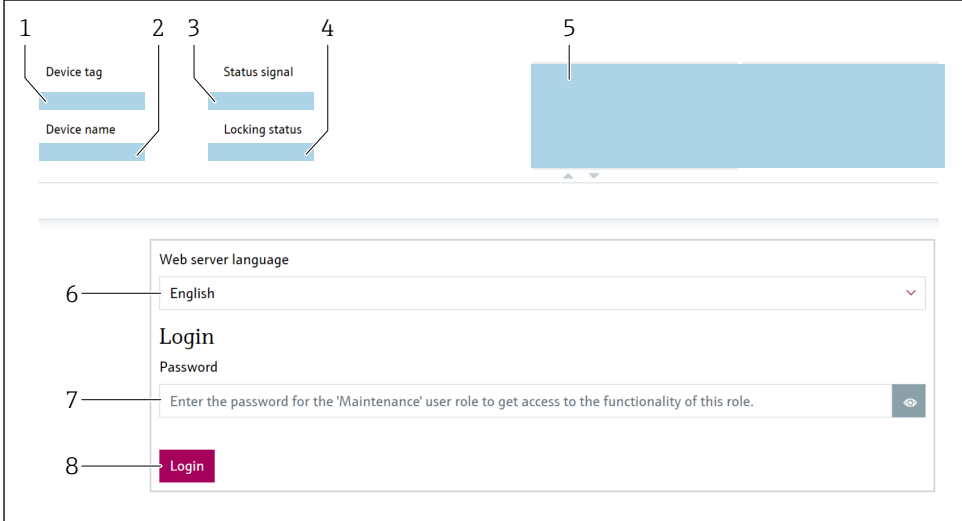 1 2 3 4 5
Device tag Status signal
Device name Locking status
Web server language
6 English
Login
Password
7 Enter the password for the 'Maintenance' user role to get access to the functionality of this role.
8 Login